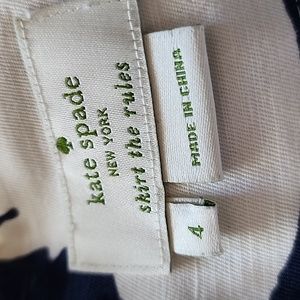 kate spade
NEW YORK
skirt the rules
MADE IN CHINA
4